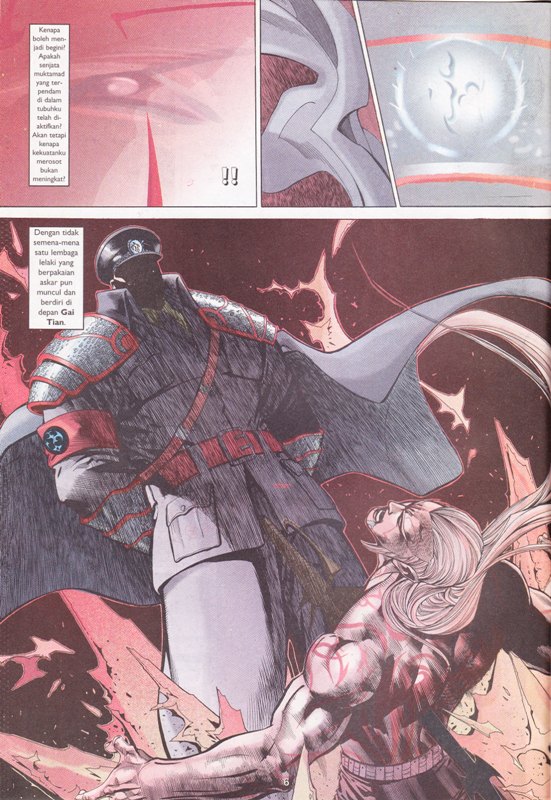 Kenapa
boleh men-
jadi begini?
Apakah
senjata
muktamad
yang ter-
pendam
di dalam
tubuhku
telah di-
aktifkan?
Akan tetapi
kenapa
kekuatanku
merosot
bukan
meningkat?
!!
Dengan tidak
semena-mena
satu lembaga
lelaki yang
berpakaian
askar pun
muncul dan
berdiri di
depan Gai
Tian.
6